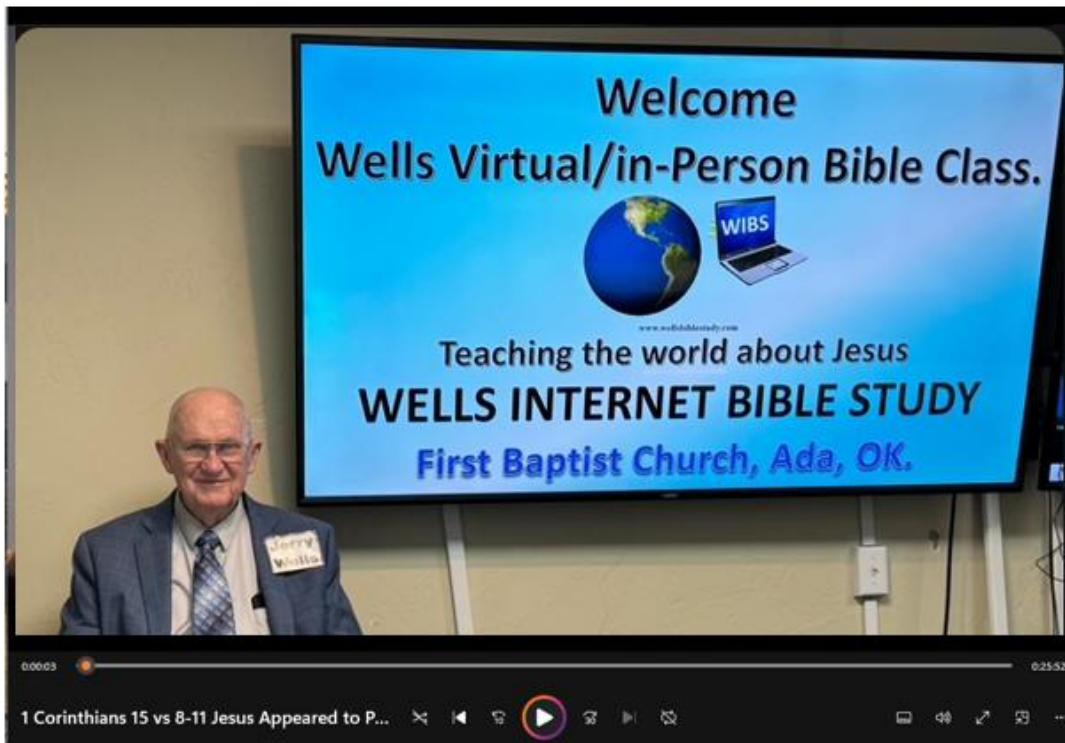 Welcome
Wells Virtual/in-Person Bible Class.
WIBS
www.wellsbiblestudy.com
Teaching the world about Jesus
WELLS INTERNET BIBLE STUDY
First Baptist Church, Ada, OK.
Jerry
Wells
0:00:03
0:25:52
1 Corinthians 15 vs 8-11 Jesus Appeared to P...